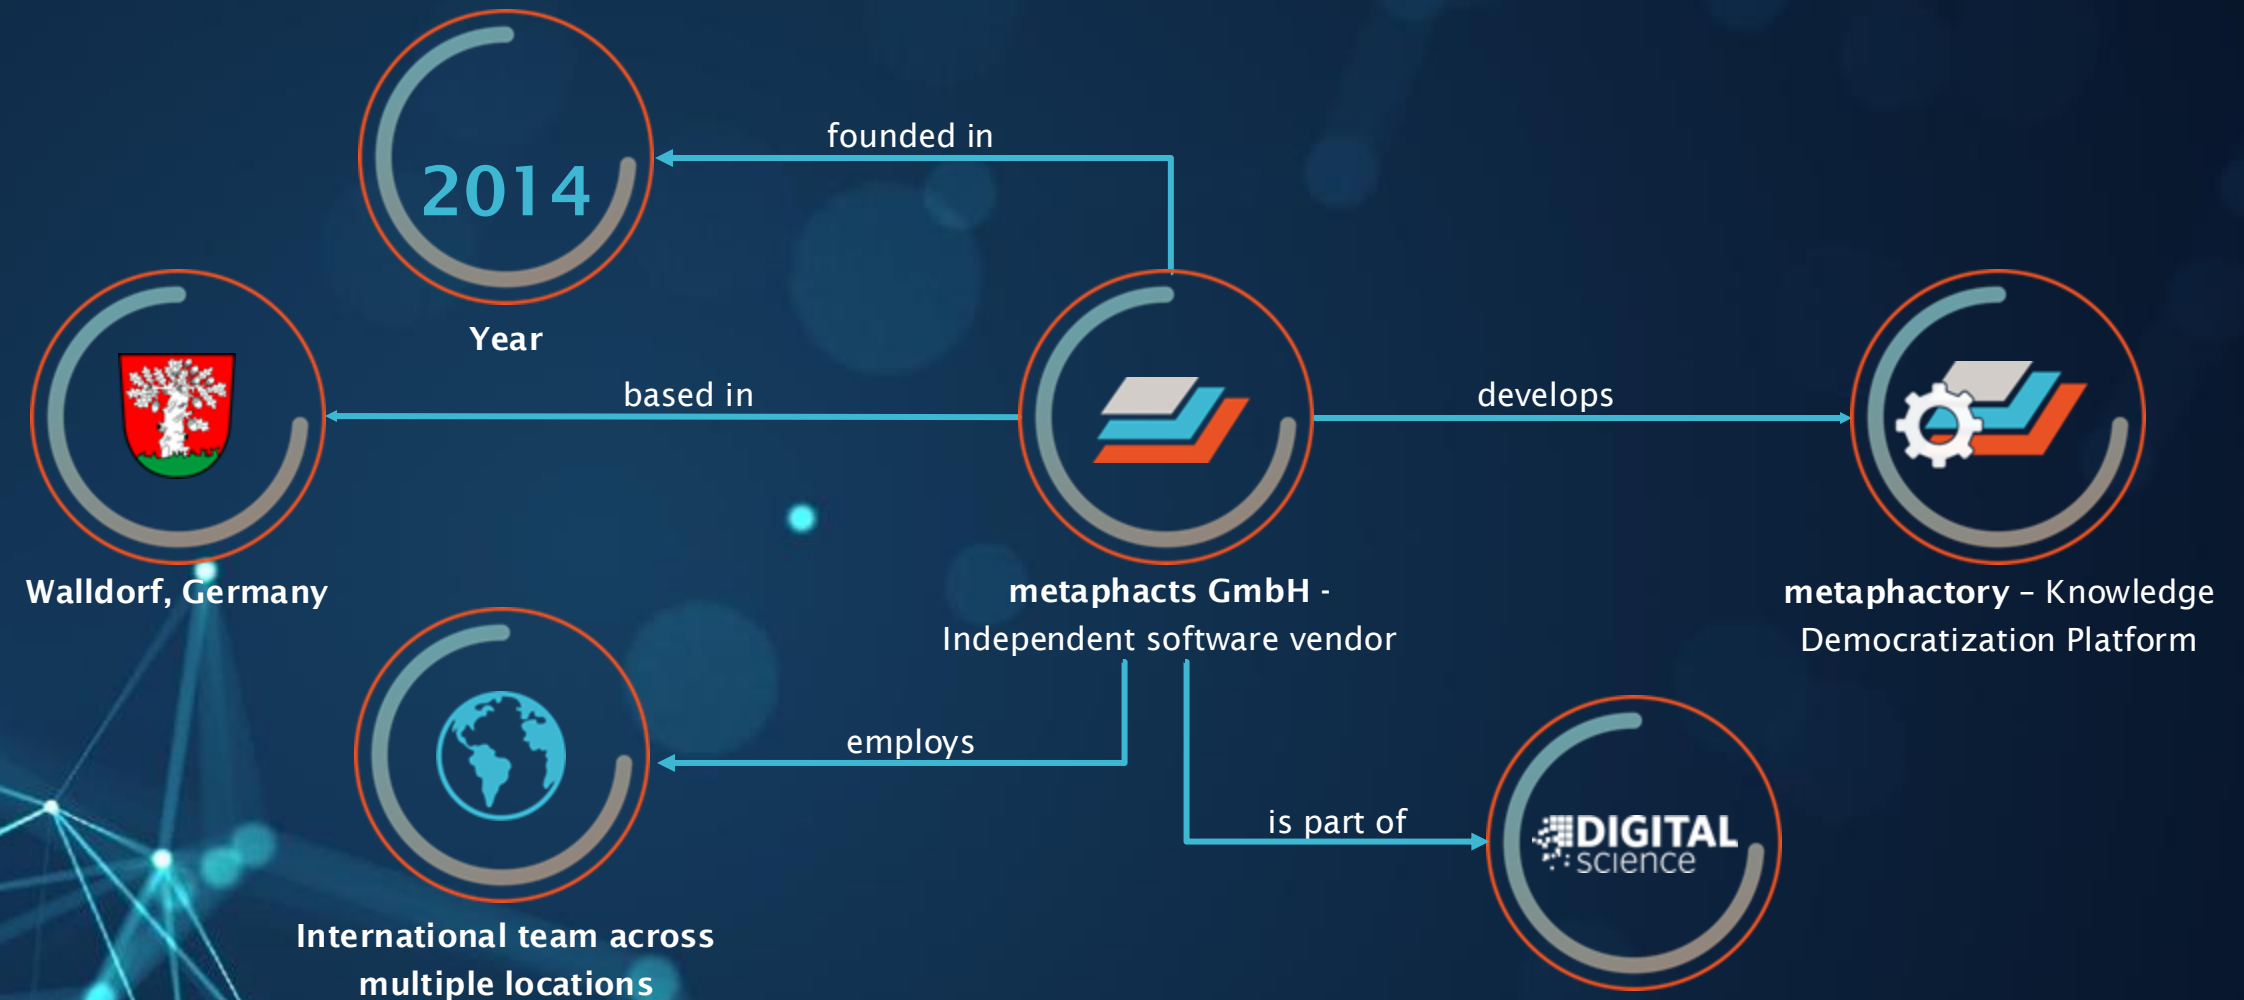 founded in
2014
Year
based in
develops
Walldorf, Germany
metaphacts GmbH -
Independent software vendor
metaphactory – Knowledge
Democratization Platform
employs
is part of
DIGITAL
science
International team across
multiple locations